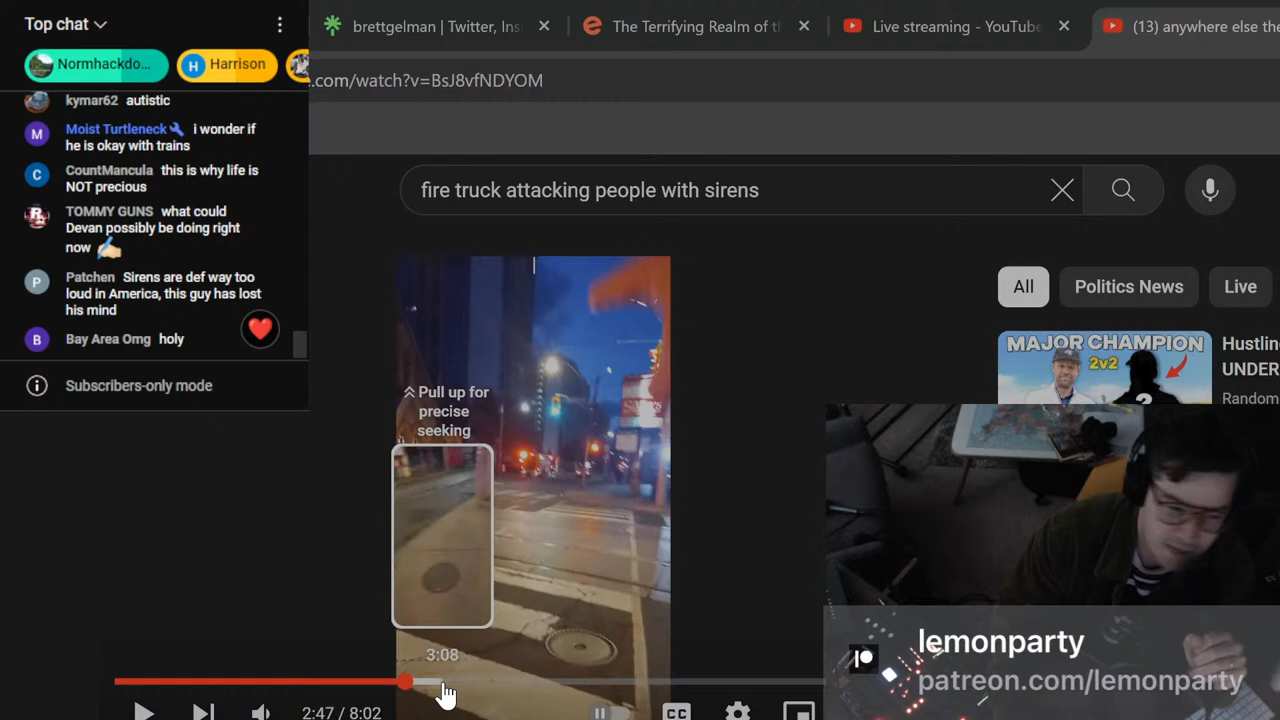 Top chat
brettgelman | Twitter, Ins
The Terrifying Realm of t
Live streaming - YouTube
(13) anywhere else the
Normhackdo...
H
Harrison
e.com/watch?v=BsJ8vfNDYOM
kymar62 autistic
M
Moist Turtleneck i wonder if
he is okay with trains
C
CountMancula this is why life is
NOT precious
TOMMY GUNS what could
Devan possibly be doing right
now
P
Patchen Sirens are def way too
loud in America, this guy has lost
his mind
B
Bay Area Omg holy
Subscribers-only mode
fire truck attacking people with sirens
All
Politics News
Live
MAJOR CHAMPION
2v2
?
Hustlin
UNDER
Random
Pull up for
precise
seeking
3:08
2:47 / 8:02
CC
lemonparty
patreon.com/lemonparty